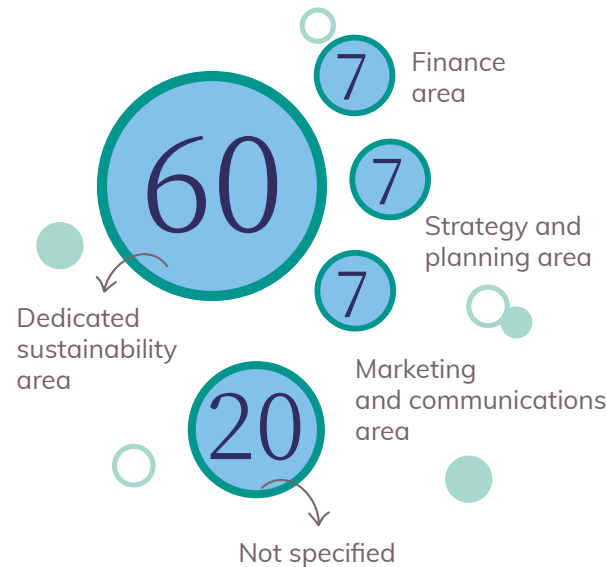 7
Finance
area
60
7
Strategy and
planning area
7
Dedicated
sustainability
area
Marketing
and communications
area
20
Not specified